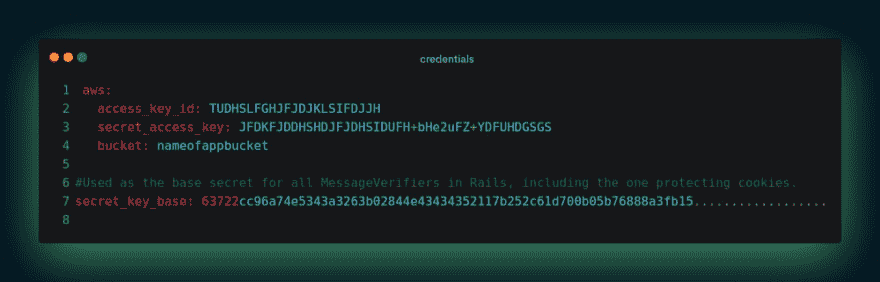 credentials
1 aws:
2 access_key_id: TUDHSLFGHJFJDJKLSIFDJJH
3 secret_access_key: JFDKFJDDHSHDJFJDHSIDUFH+bHe2uFZ+YDFUHDGSGS
4 bucket: nameofappbucket
5
6 #Used as the base secret for all MessageVerifiers in Rails, including the one protecting cookies.
7 secret_key_base: 63722cc96a74e5343a3263b02844e43434352117b252c61d700b05b76888a3fb15..................
8